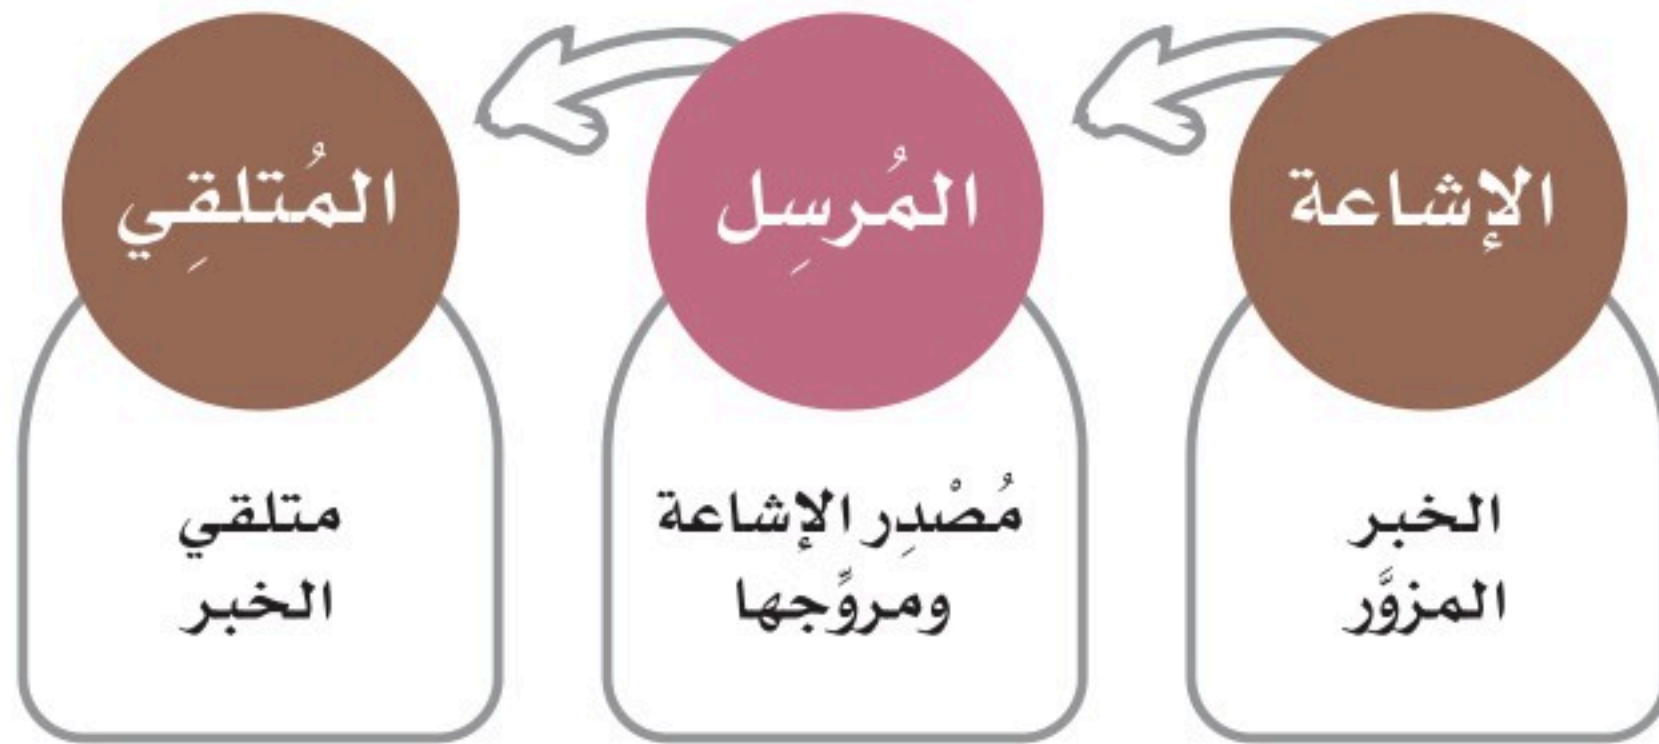 الإشاعة
الخبر
المزوَّر
المُرسِل
مُصْدِر الإشاعة
ومروِّجها
المُتلقِي
متلقي
الخبر